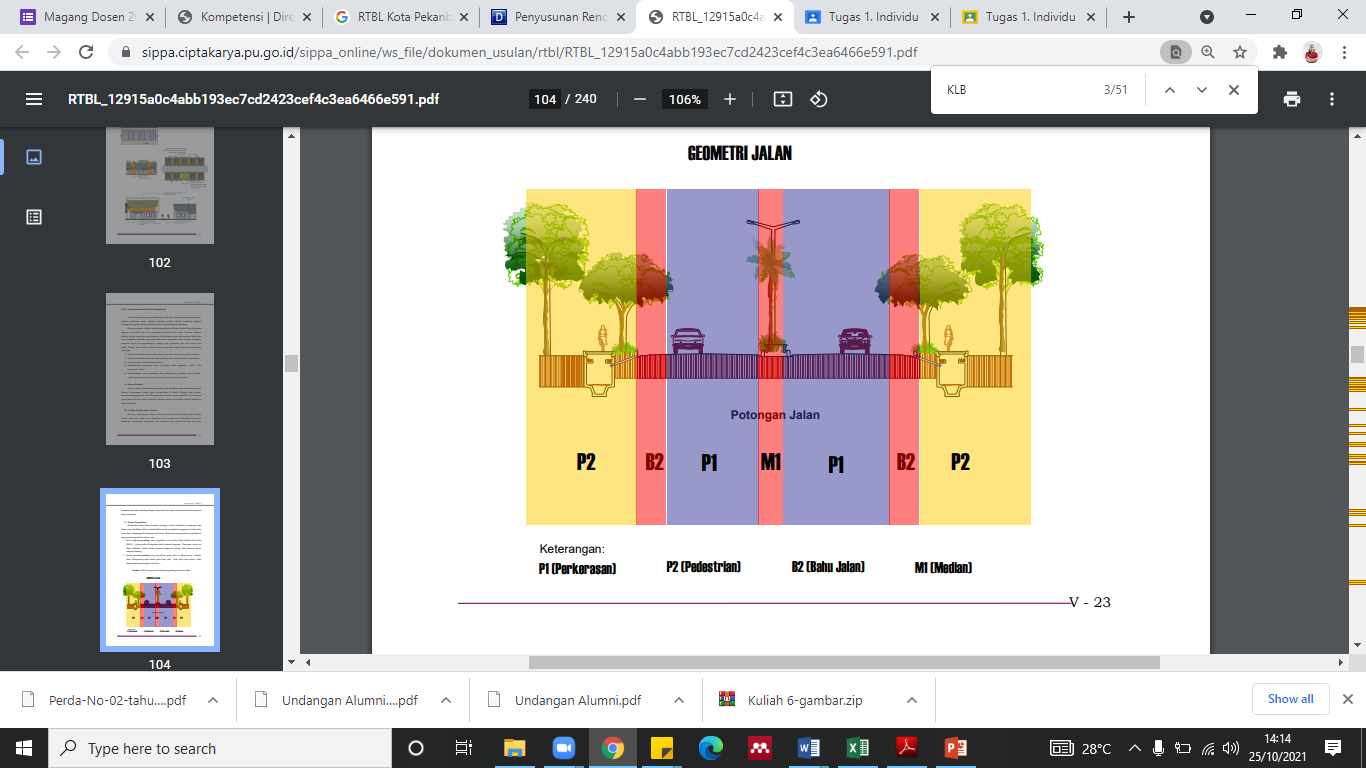 Magang Dosen 20
Kompetensi | Dire
RTBL Kota Pekanb
Penyusunan Renc
RTBL_12915a0c4a
Tugas 1. Individu
Tugas 1. Individu
sippa.ciptakarya.pu.go.id/sippa_online/ws_file/dokumen_usulan/rtbl/RTBL_12915a0c4abb193ec7cd2423cef4c3ea6466e591.pdf
RTBL_12915a0c4abb193ec7cd2423cef4c3ea6466e591.pdf
104 / 240
106%
KLB
3/51
102
103
104
GEOMETRI JALAN
Potongan Jalan
P2 B2 P1 M1 P1 B2 P2
Keterangan:
P1 (Perkerasan) P2 (Pedestrian) B2 (Bahu Jalan) M1 (Median)
V - 23
Perda-No-02-tahu....pdf
Undangan Alumni....pdf
Undangan Alumni.pdf
Kuliah 6-gambar.zip
Show all
Type here to search
28°C
14:14
25/10/2021